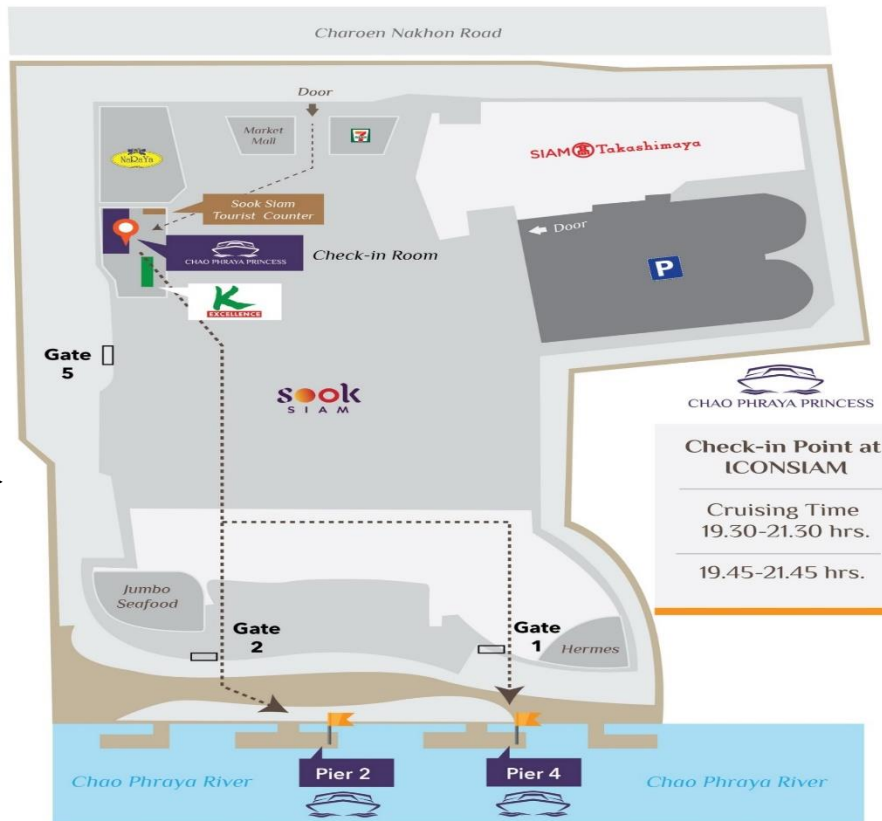 Charoen Nakhon Road
Door
Market
Mall
7
ELEVEN
NaRaYa
SIAM Takashimaya
Sook Siam
Tourist Counter
Door
CHAO PHRAYA PRINCESS
Check-in Room
P
K
EXCELLENCE
Gate
5
sook
SIAM
CHAO PHRAYA PRINCESS
Check-in Point at
ICONSIAM
Cruising Time
19.30-21.30 hrs.
19.45-21.45 hrs.
Jumbo
Seafood
Gate
2
Gate
1
Hermes
Chao Phraya River
Pier 2
Pier 4
Chao Phraya River